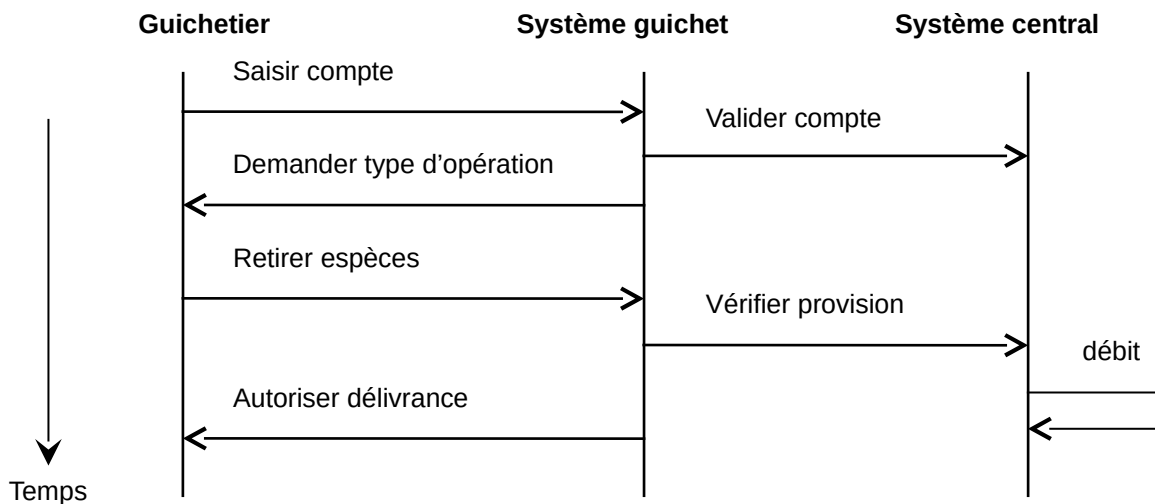 Guichetier
Système guichet
Système central
Saisir compte
Valider compte
Demander type d’opération
Retirer espèces
Vérifier provision
débit
Autoriser délivrance
Temps